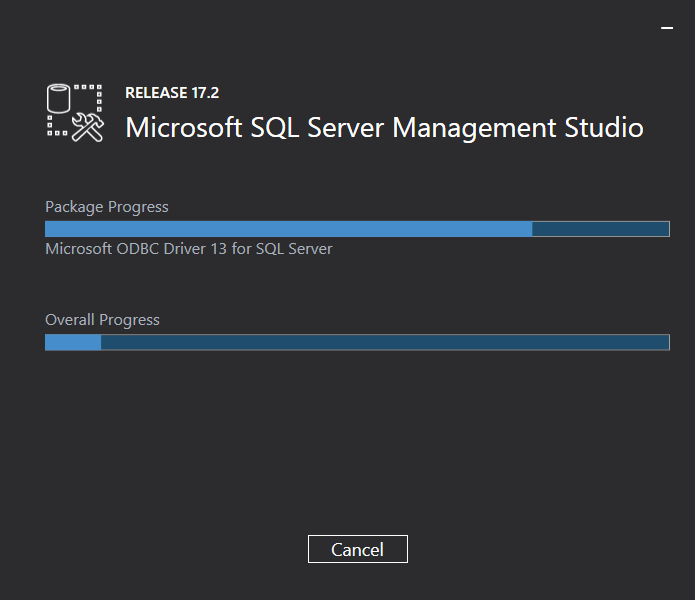 RELEASE 17.2
Microsoft SQL Server Management Studio
Package Progress
Microsoft ODBC Driver 13 for SQL Server
Overall Progress
Cancel